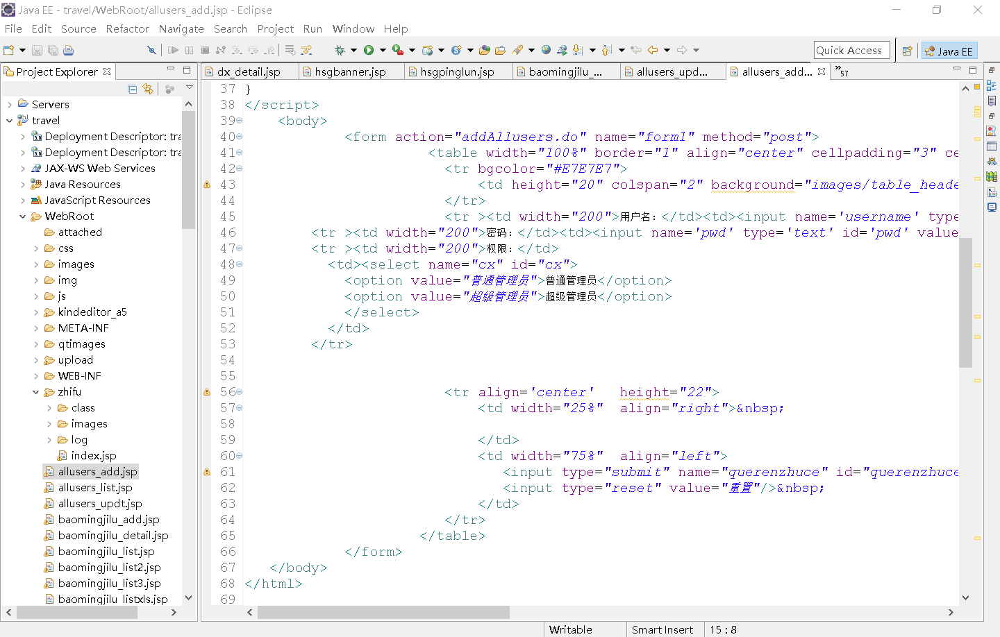 Java EE - travel/WebRoot/allusers_add.jsp - Eclipse
File Edit Source Refactor Navigate Search Project Run Window Help
Quick Access Java EE
Project Explorer
dx_detail.jsp hsgbanner.jsp hsgpinglun.jsp baomingjilu_... allusers_upd... allusers_add... »57
Servers
travel
Deployment Descriptor: tra
Deployment Descriptor: tra
JAX-WS Web Services
Java Resources
JavaScript Resources
WebRoot
attached
css
images
img
js
kindeditor_a5
META-INF
qtimages
upload
WEB-INF
zhifu
class
images
log
index.jsp
allusers_add.jsp
allusers_list.jsp
allusers_updt.jsp
baomingjilu_add.jsp
baomingjilu_detail.jsp
baomingjilu_list.jsp
baomingjilu_list2.jsp
baomingjilu_list3.jsp
baomingjilu_listxls.jsp
37 }
38 </script>
39 <body>
40 <form action="addAllusers.do" name="form1" method="post">
41 <table width="100%" border="1" align="center" cellpadding="3" ce
42 <tr bgcolor="#E7E7E7">
43 <td height="20" colspan="2" background="images/table_heade
44 </tr>
45 <tr ><td width="200">用户名：</td><td><input name='username' type
46 <tr ><td width="200">密码：</td><td><input name='pwd' type='text' id='pwd' value
47 <tr ><td width="200">权限：</td>
48 <td><select name="cx" id="cx">
49 <option value="普通管理员">普通管理员</option>
50 <option value="超级管理员">超级管理员</option>
51 </select>
52 </td>
53 </tr>
54
55
56 <tr align='center' height="22">
57 <td width="25%" align="right">&nbsp;
58
59 </td>
60 <td width="75%" align="left">
61 <input type="submit" name="querenzhuce" id="querenzhuce
62 <input type="reset" value="重置"/>&nbsp;
63 </td>
64 </tr>
65 </table>
66 </form>
67 </body>
68 </html>
69
Writable Smart Insert 15 : 8